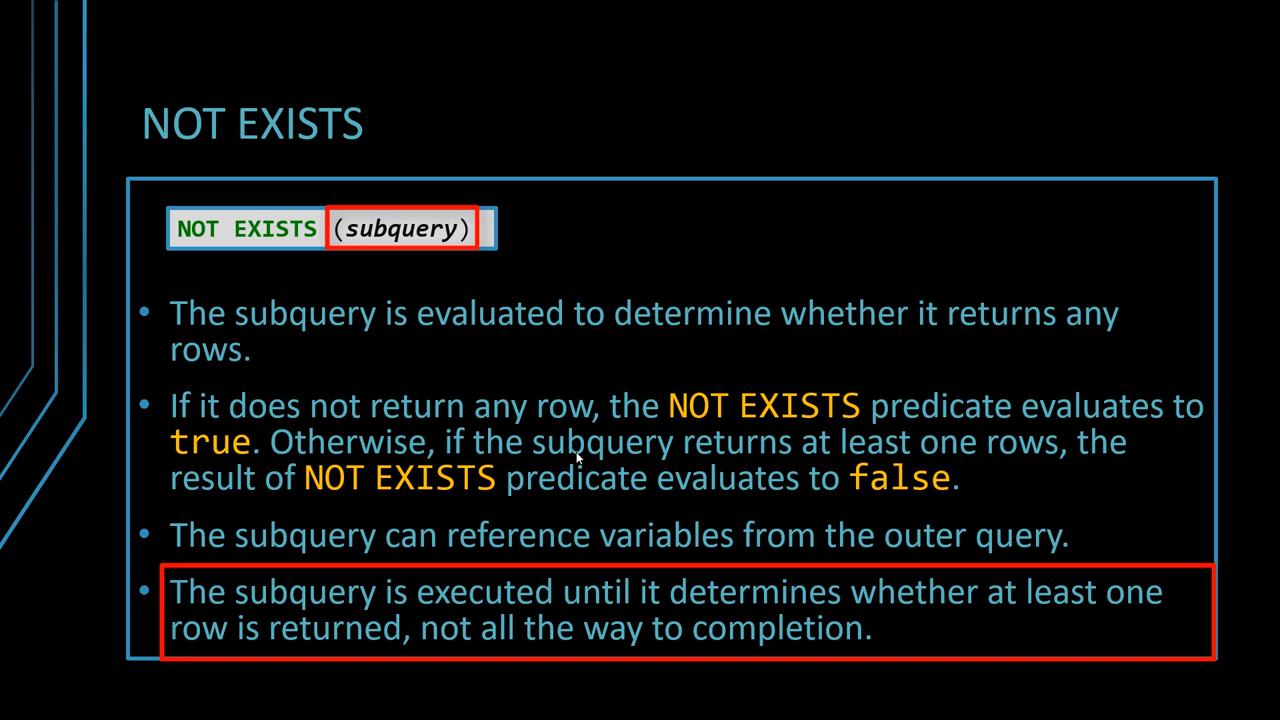 NOT EXISTS
NOT EXISTS (subquery)
• The subquery is evaluated to determine whether it returns any
rows.
• If it does not return any row, the NOT EXISTS predicate evaluates to
true. Otherwise, if the subquery returns at least one rows, the
result of NOT EXISTS predicate evaluates to false.
• The subquery can reference variables from the outer query.
• The subquery is executed until it determines whether at least one
row is returned, not all the way to completion.